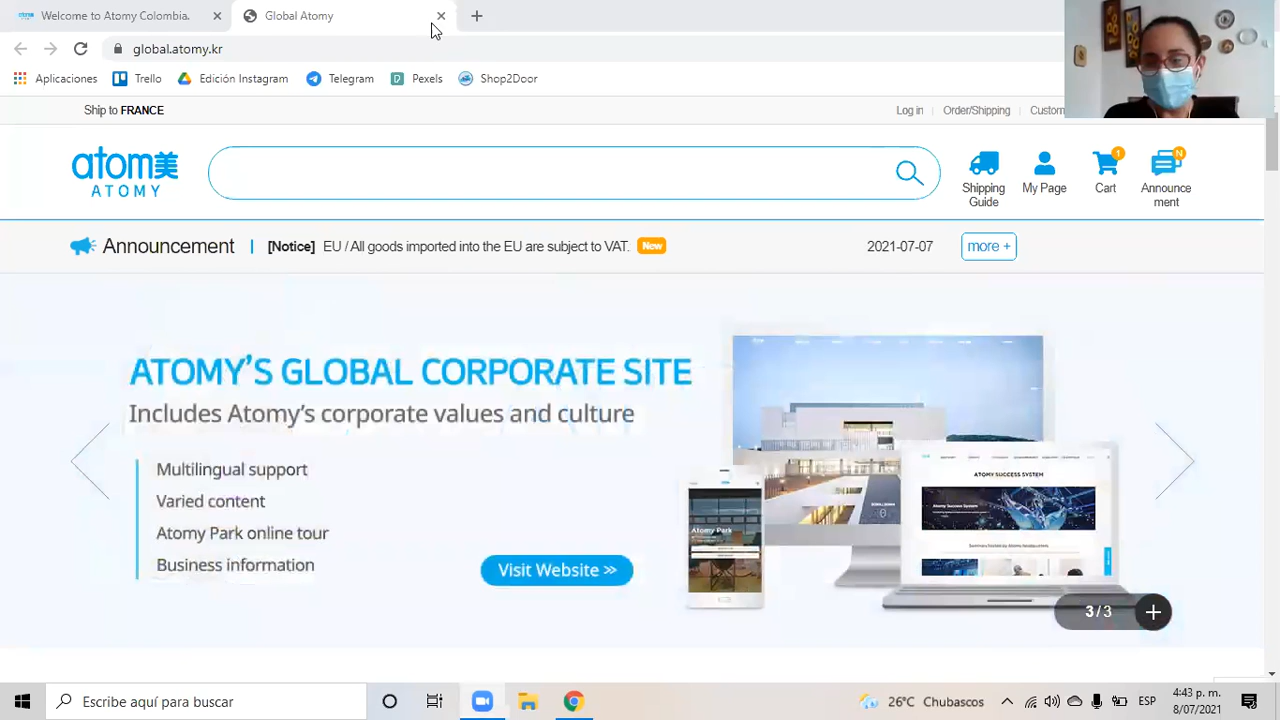 Welcome to Atomy Colombia.
Global Atomy
global.atomy.kr
Aplicaciones
Trello
Edición Instagram
Telegram
Pexels
Shop2Door
Ship to FRANCE
Log in
Order/Shipping
Custom
atom美
ATOMY
Shipping Guide
My Page
1
Cart
N
Announce
ment
Announcement
[Notice] EU / All goods imported into the EU are subject to VAT.
New
2021-07-07
more +
ATOMY'S GLOBAL CORPORATE SITE
Includes Atomy's corporate values and culture
Multilingual support
Varied content
Atomy Park online tour
Business information
Visit Website >>
Atomy Park
ATOMY SUCCESS SYSTEM
3 / 3
Escribe aquí para buscar
26°C Chubascos
ESP
4:43 p. m.
8/07/2021